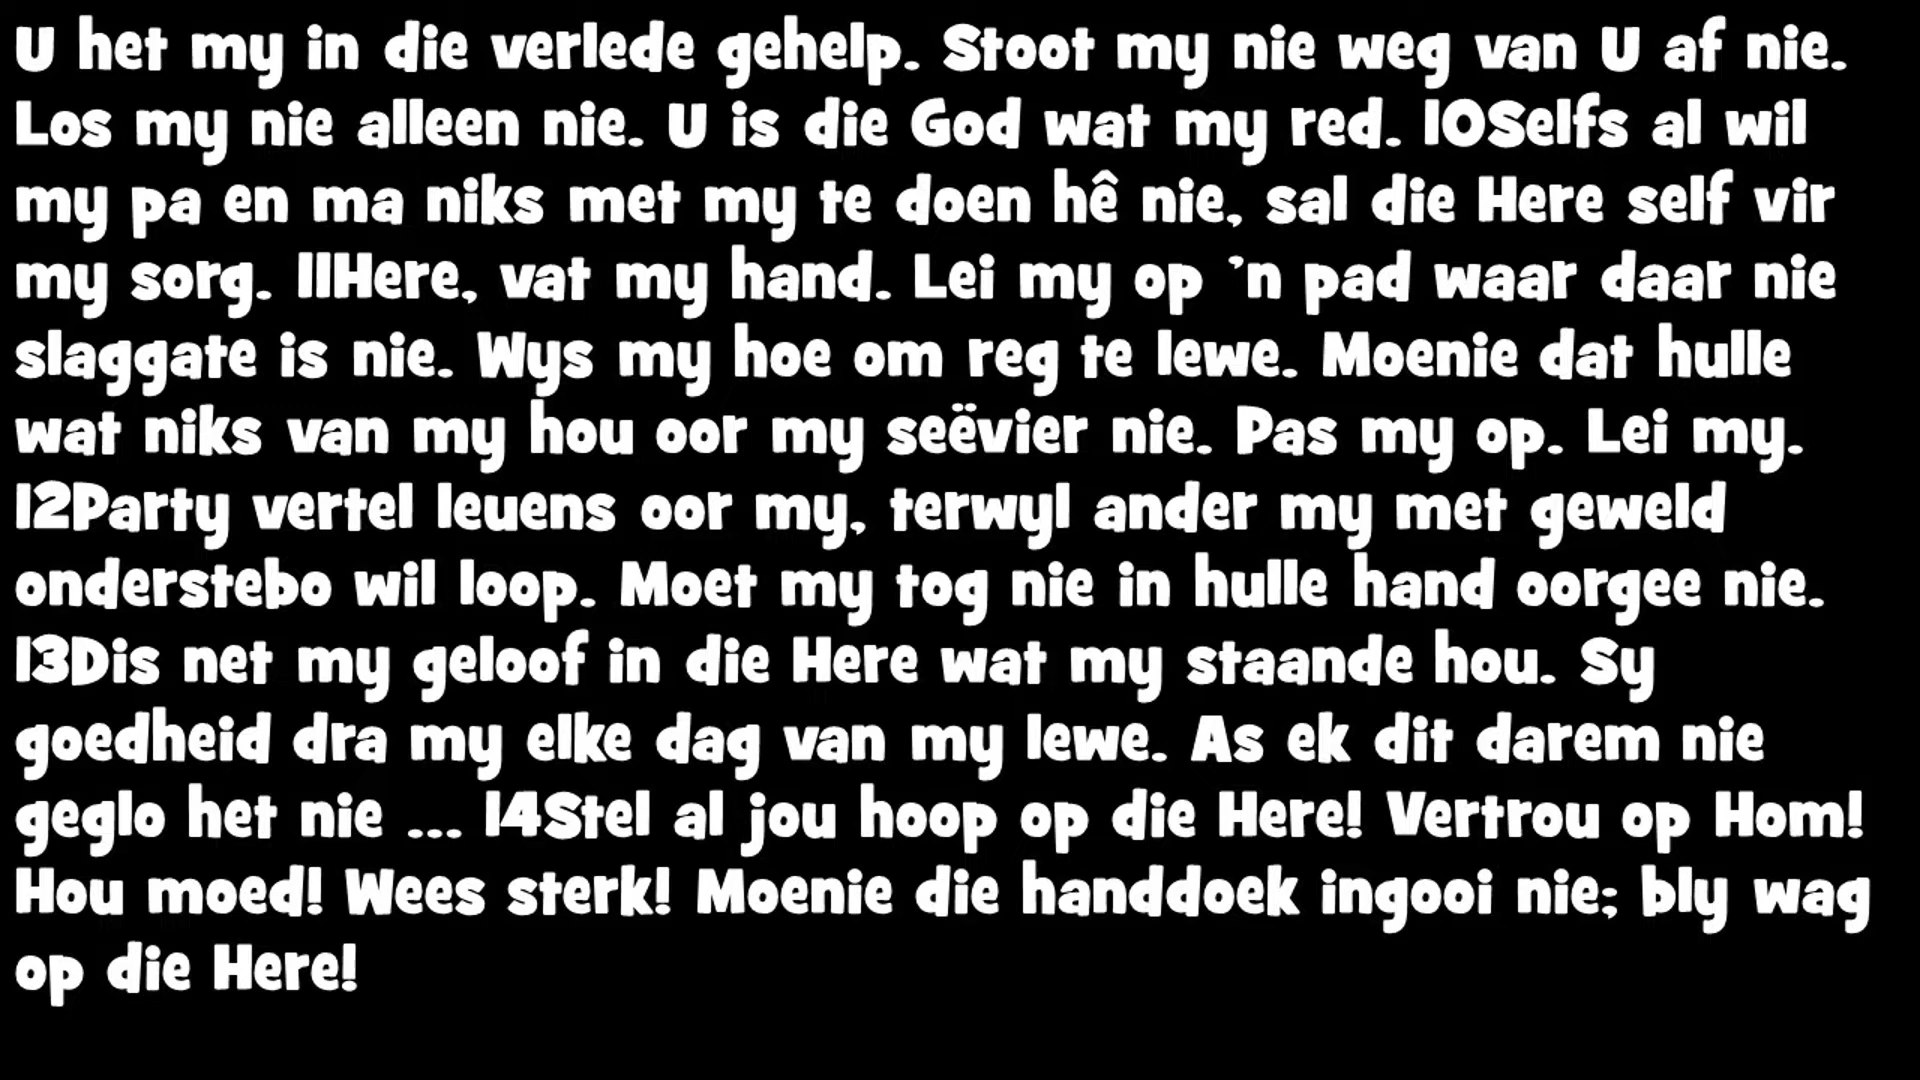 U het my in die verlede gehelp. Stoot my nie weg van U af nie.
Los my nie alleen nie. U is die God wat my red. 10Selfs al wil
my pa en ma niks met my te doen hê nie, sal die Here self vir
my sorg. 11Here, vat my hand. Lei my op ’n pad waar daar nie
slaggate is nie. Wys my hoe om reg te lewe. Moenie dat hulle
wat niks van my hou oor my seëvier nie. Pas my op. Lei my.
12Party vertel leuens oor my, terwyl ander my met geweld
onderstebo wil loop. Moet my tog nie in hulle hand oorgee nie.
13Dis net my geloof in die Here wat my staande hou. Sy
goedheid dra my elke dag van my lewe. As ek dit darem nie
geglo het nie ... 14Stel al jou hoop op die Here! Vertrou op Hom!
Hou moed! Wees sterk! Moenie die handdoek ingooi nie; bly wag
op die Here!